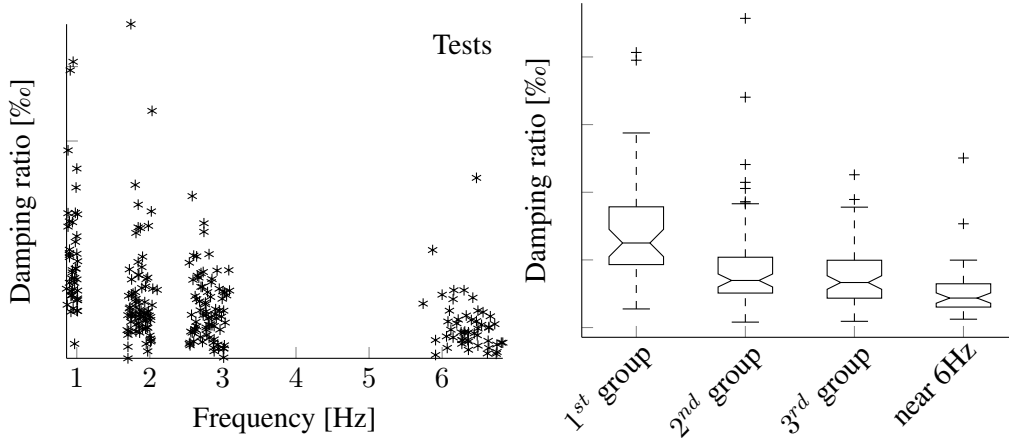 Damping ratio [‰]
Tests
1 2 3 4 5 6
Frequency [Hz]
Damping ratio [‰]
1st group
2nd group
3rd group
near 6Hz